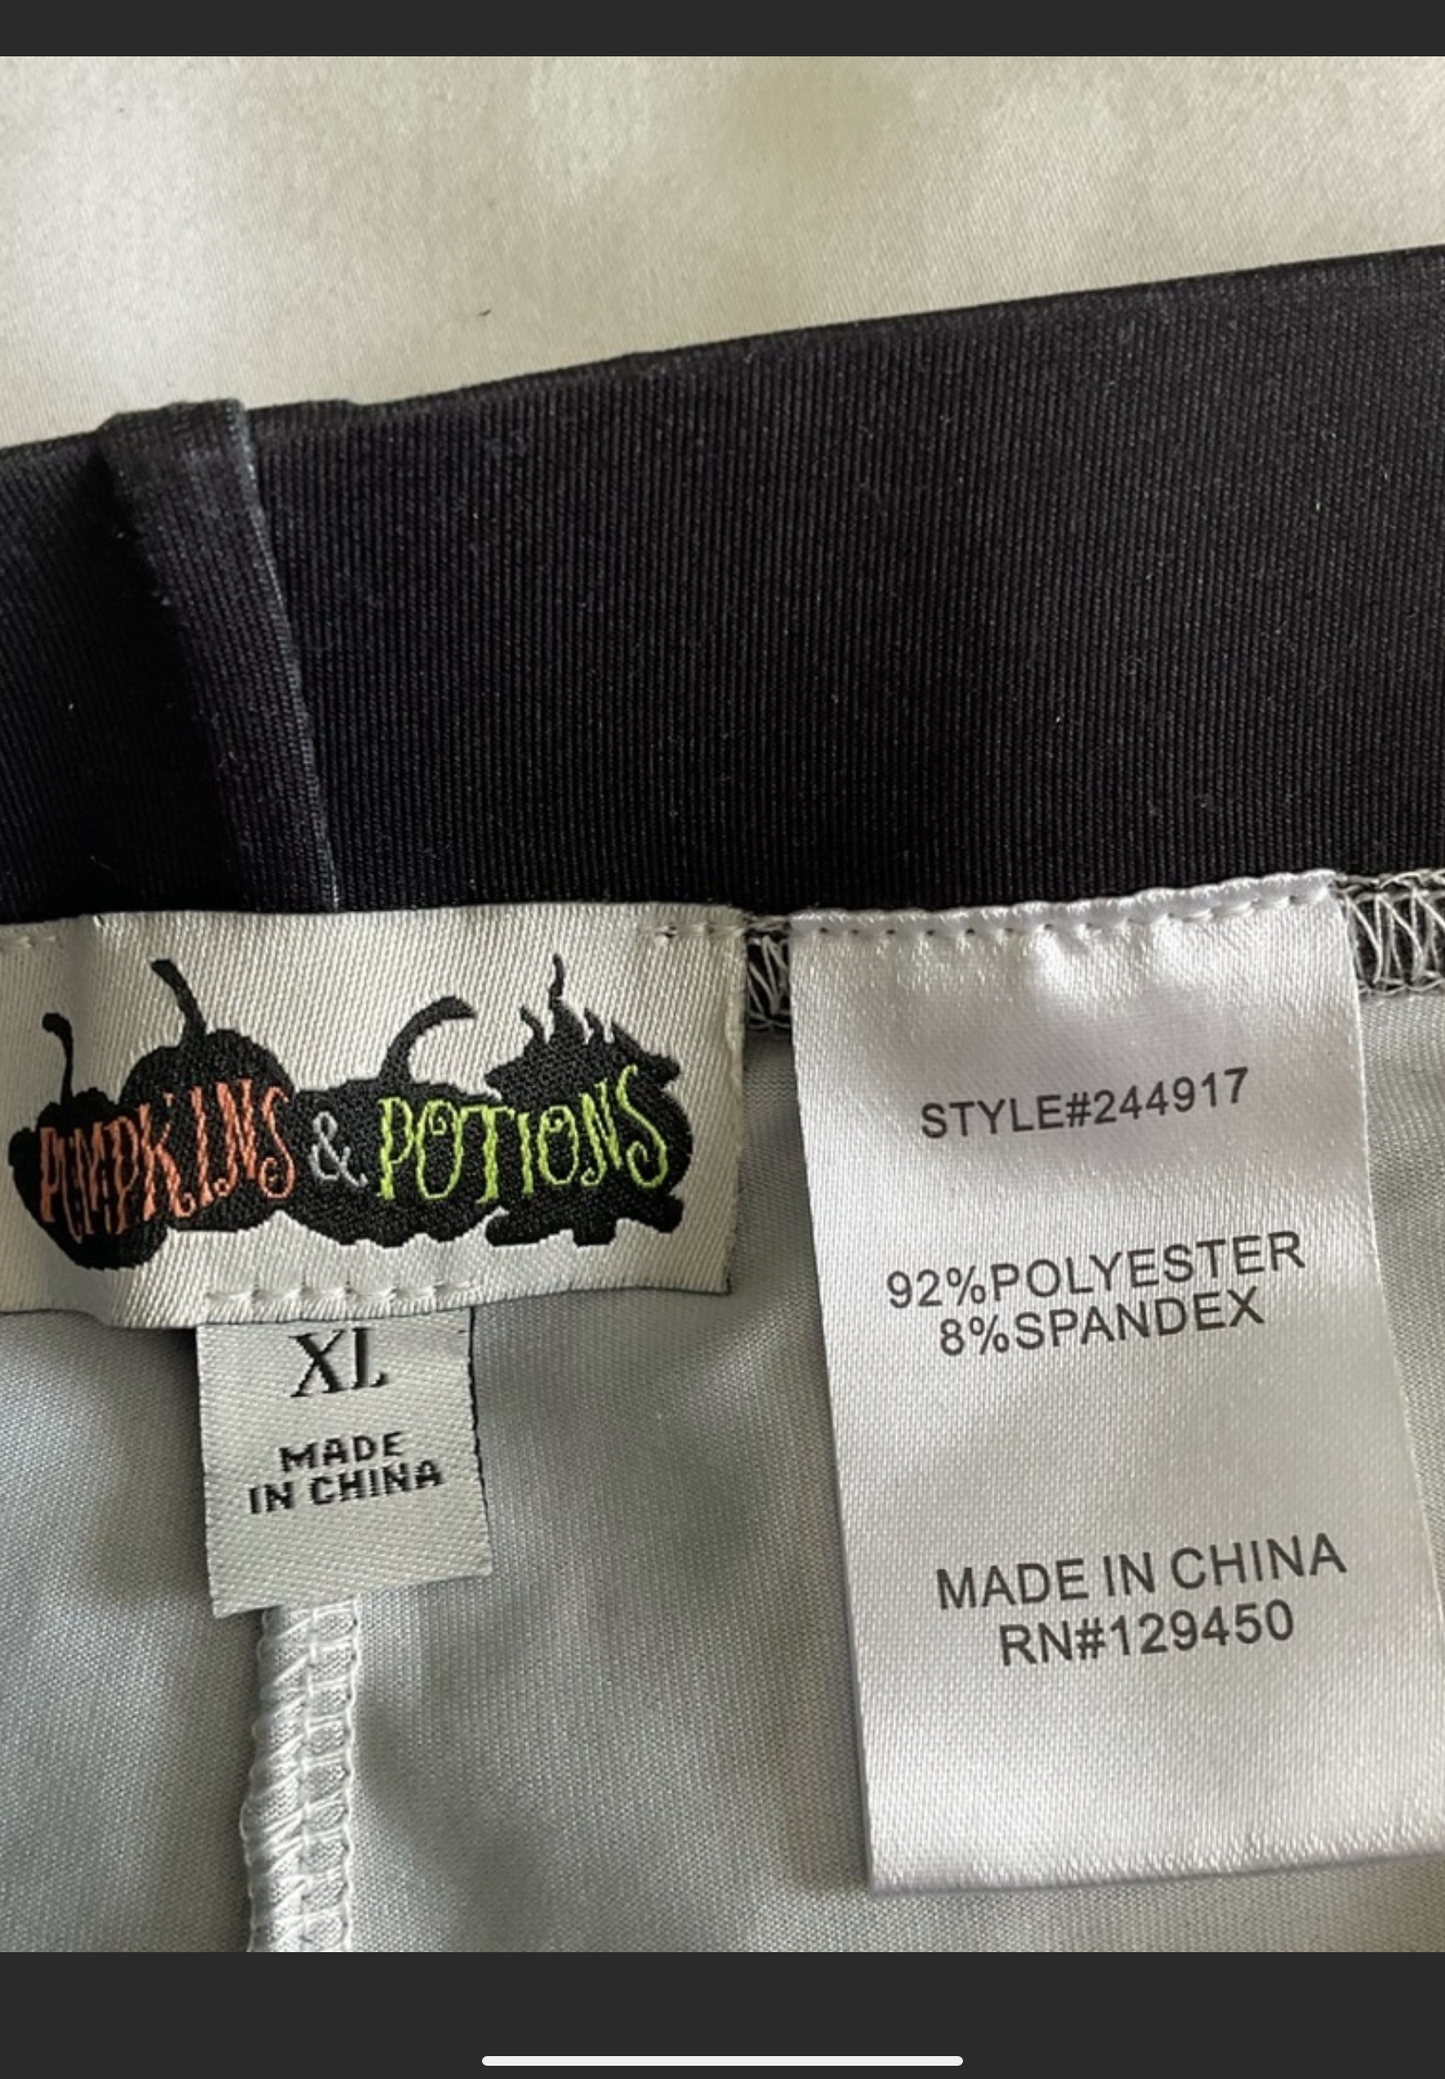 PUMPKINS & POTIONS
XL
MADE
IN CHINA
STYLE#244917
92%POLYESTER
8%SPANDEX
MADE IN CHINA
RN#129450